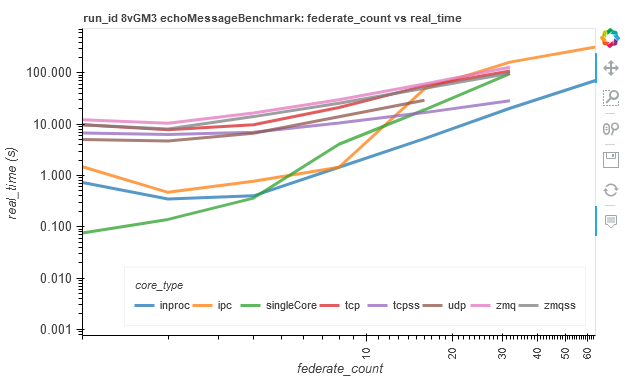 run_id 8vGM3 echoMessageBenchmark: federate_count vs real_time
real_time (s)
100.000
10.000
1.000
0.100
0.010
0.001
core_type
inproc ipc singleCore tcp tcpss udp zmq zmqss
10 20 30 40 50 60
federate_count